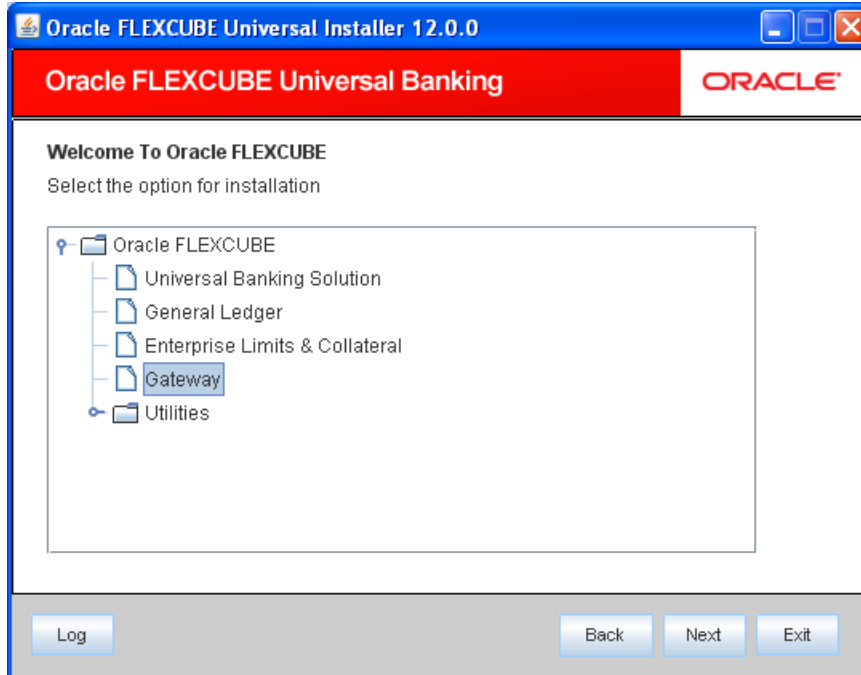 Oracle FLEXCUBE Universal Installer 12.0.0
Oracle FLEXCUBE Universal Banking
ORACLE
Welcome To Oracle FLEXCUBE
Select the option for installation
Oracle FLEXCUBE
Universal Banking Solution
General Ledger
Enterprise Limits & Collateral
Gateway
Utilities
Log Back Next Exit